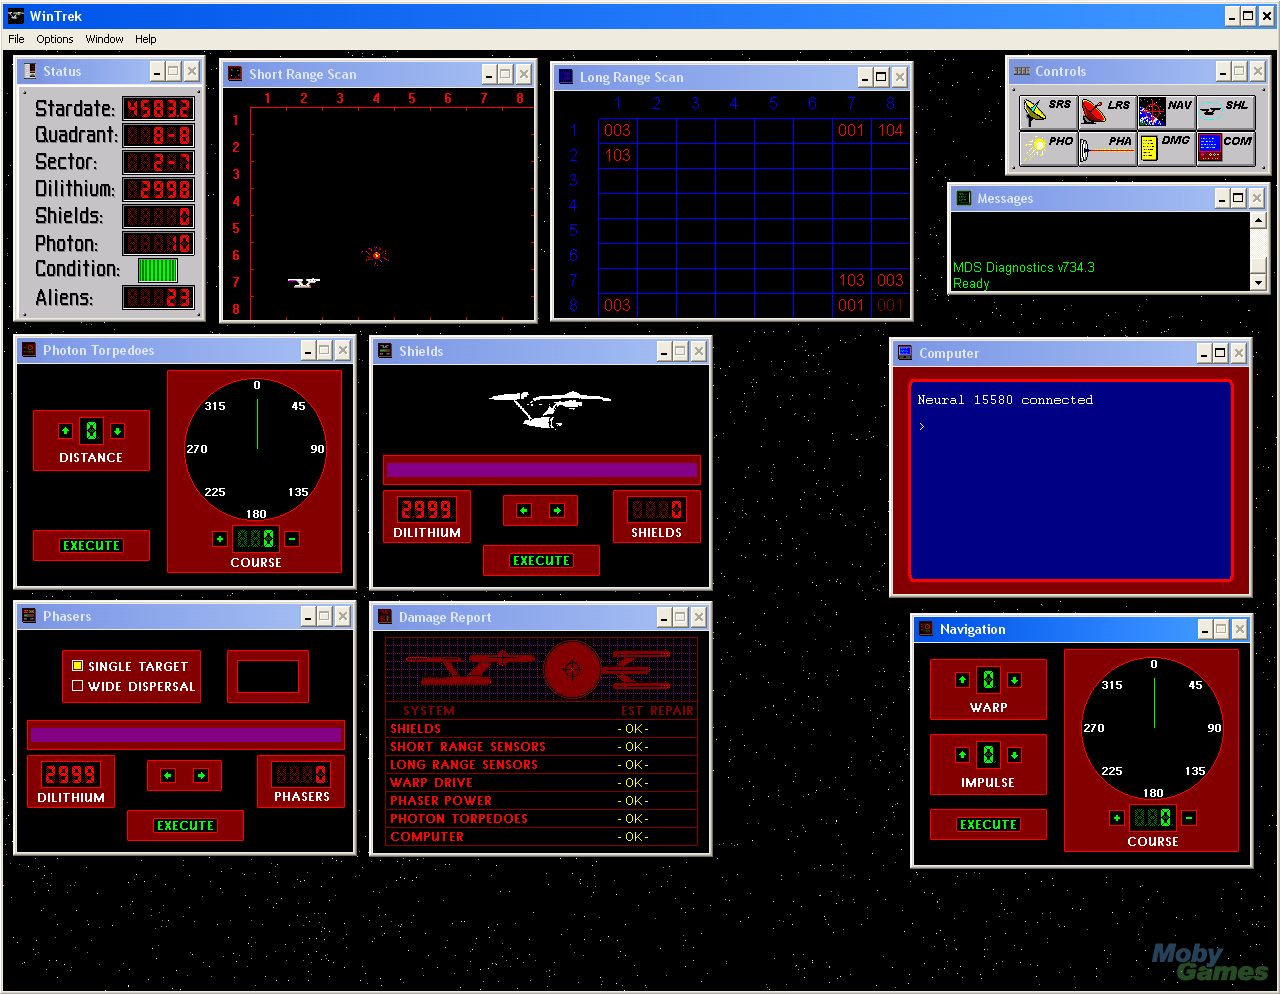 WinTrek
File Options Window Help
Status
Stardate: 4583.2
Quadrant: 8-8
Sector: 2-7
Dilithium: 2998
Shields: 0
Photon: 10
Condition:
Aliens: 23
Short Range Scan
1 2 3 4 5 6 7 8
1
2
3
4
5
6
7
8
Long Range Scan
1 2 3 4 5 6 7 8
1 003 001 104
2 103
3
4
5
6
7 103 003
8 003 001 001
Controls
SRS LRS NAV SHL
PHO PHA DMG COM
Messages
MDS Diagnostics v734.3
Ready
Photon Torpedoes
0
DISTANCE
EXECUTE
0
45
90
135
180
225
270
315
0
COURSE
Shields
2999
DILITHIUM
0
SHIELDS
EXECUTE
Computer
Neural 15580 connected
>
Phasers
SINGLE TARGET
WIDE DISPERSAL
2999
DILITHIUM
0
PHASERS
EXECUTE
Damage Report
SYSTEM EST REPAIR
SHIELDS -OK-
SHORT RANGE SENSORS -OK-
LONG RANGE SENSORS -OK-
WARP DRIVE -OK-
PHASER POWER -OK-
PHOTON TORPEDOES -OK-
COMPUTER -OK-
Navigation
0
WARP
0
IMPULSE
EXECUTE
0
45
90
135
180
225
270
315
0
COURSE
Moby
Games